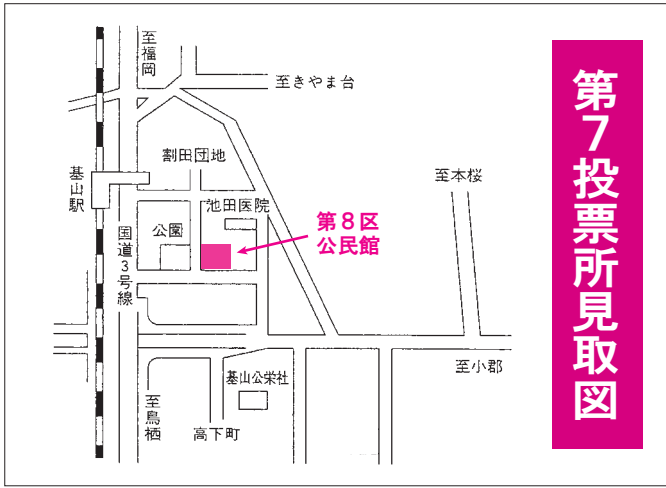 第7投票所見取図
至福岡
至きやま台
割田団地
基山駅
至本桜
池田医院
公園
第8区
公民館
国道3号線
至小郡
基山公栄社
至鳥栖
高下町